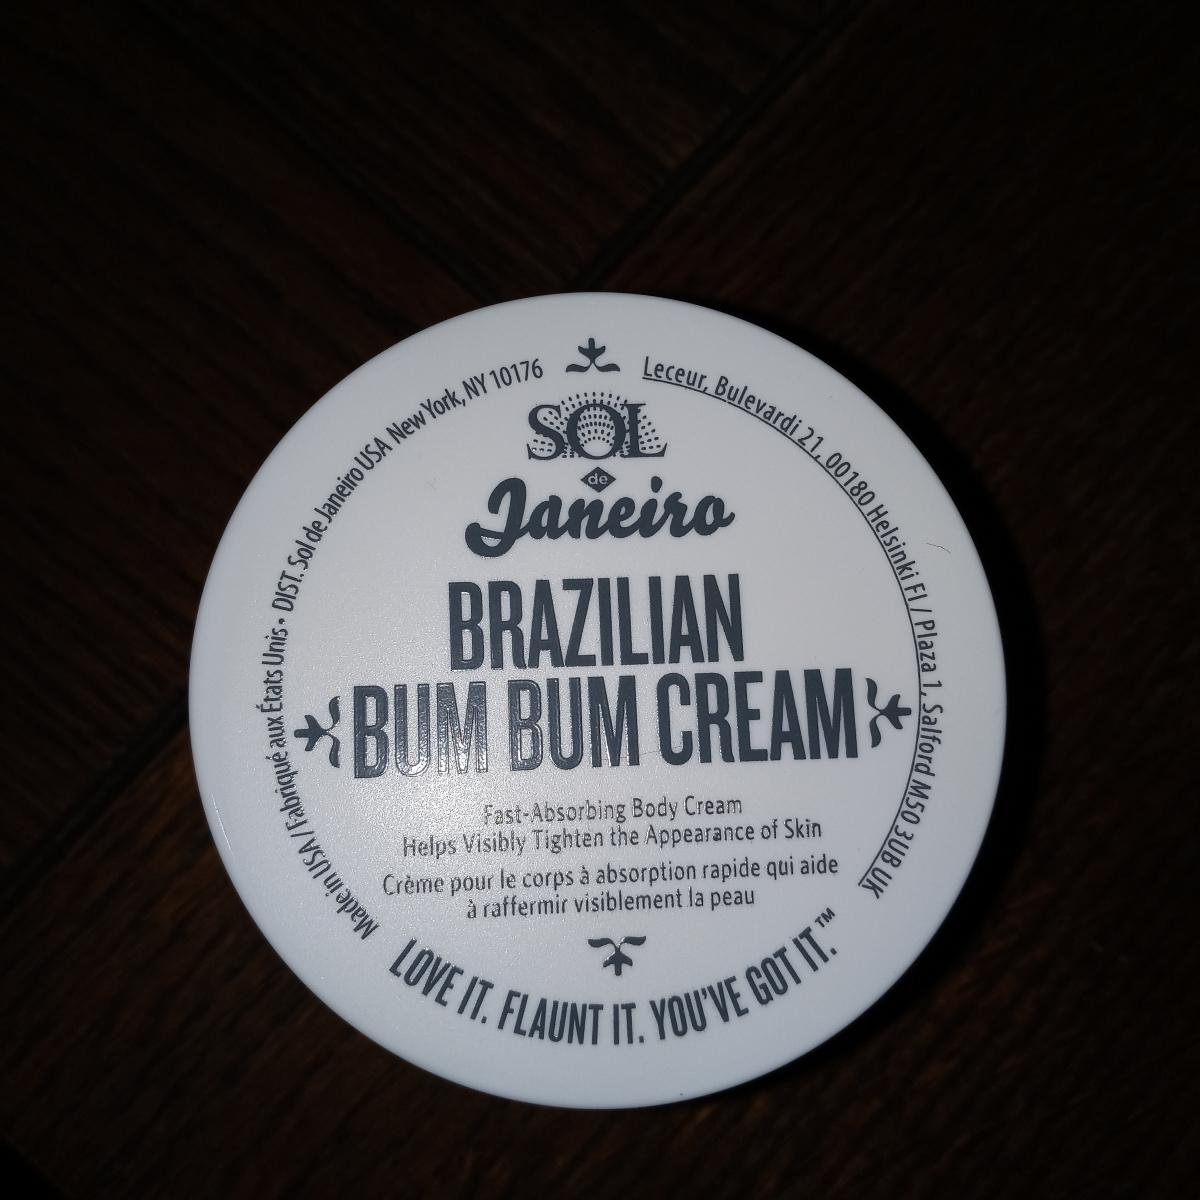 Made in USA / Fabriqué aux États Unis • DIST. Sol de Janeiro USA New York, NY 10176
Leceur, Bulevardi 21, 00180 Helsinki FI / Plaza 1, Salford M50 3UB UK
SOL
de
Janeiro
BRAZILIAN
BUM BUM CREAM
Fast-Absorbing Body Cream
Helps Visibly Tighten the Appearance of Skin
Crème pour le corps à absorption rapide qui aide
à raffermir visiblement la peau
LOVE IT. FLAUNT IT. YOU'VE GOT IT.™